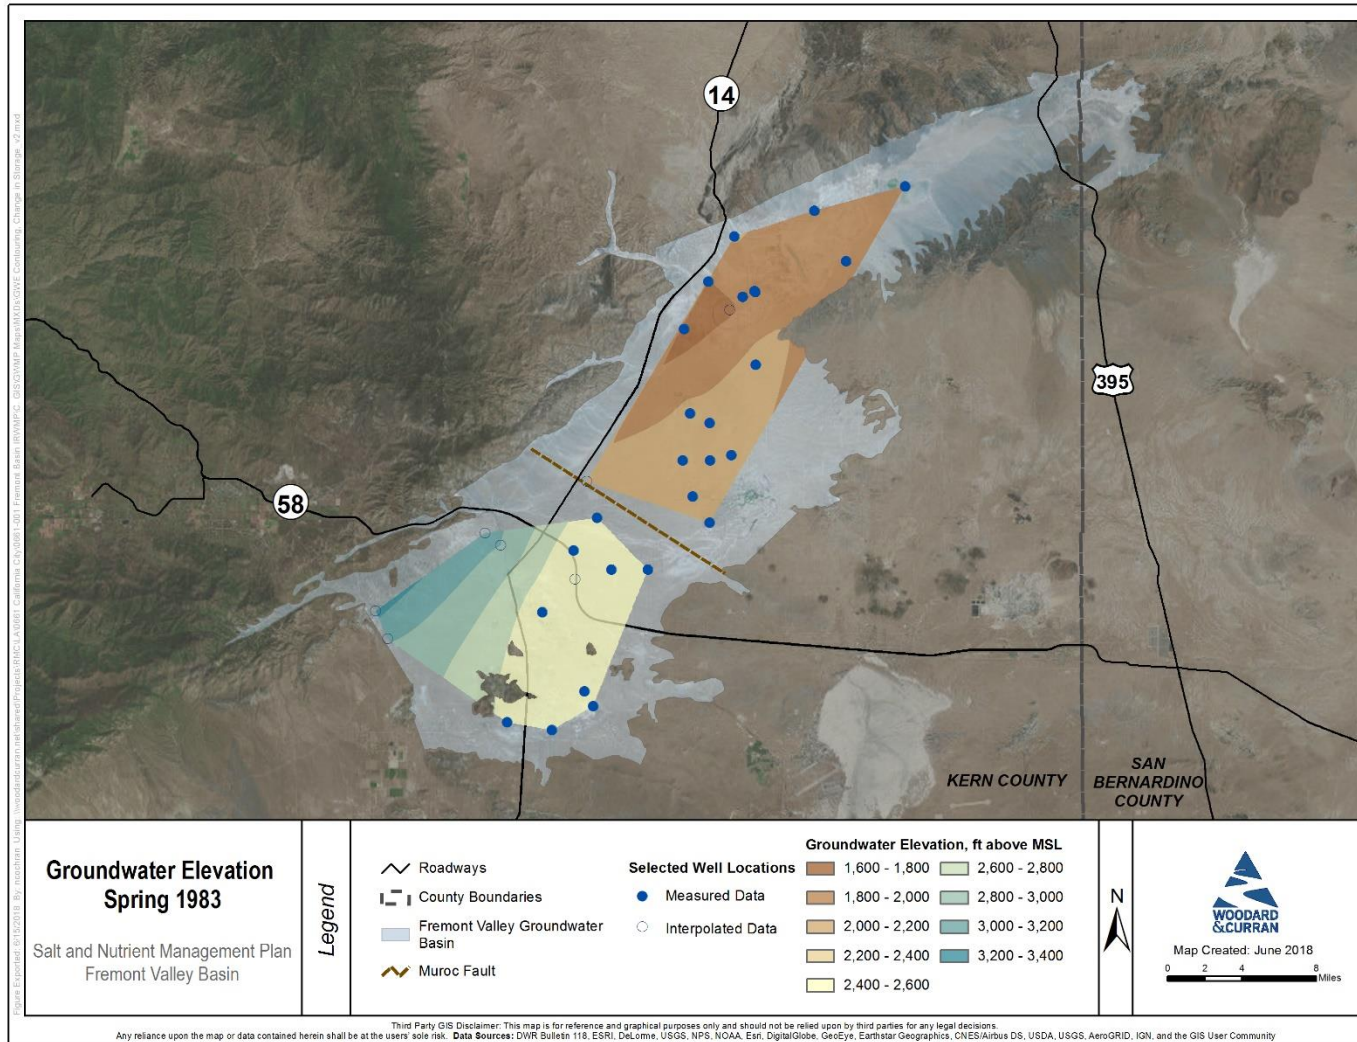 14
58
395
KERN COUNTY
SAN
BERNARDINO
COUNTY
Groundwater Elevation
Spring 1983
Salt and Nutrient Management Plan
Fremont Valley Basin
Legend
Roadways
County Boundaries
Fremont Valley Groundwater
Basin
Muroc Fault
Selected Well Locations
Measured Data
Interpolated Data
Groundwater Elevation, ft above MSL
1,600 - 1,800
1,800 - 2,000
2,000 - 2,200
2,200 - 2,400
2,400 - 2,600
2,600 - 2,800
2,800 - 3,000
3,000 - 3,200
3,200 - 3,400
N
WOODARD
&CURRAN
Map Created: June 2018
0 2 4 8
Miles
Third Party GIS Disclaimer: This map is for reference and graphical purposes only and should not be relied upon by third parties for any legal decisions.
Any reliance upon the map or data contained herein shall be at the users' sole risk. Data Sources: DWR Bulletin 118, ESRI, DeLorme, USGS, NPS, NOAA, Esri, DigitalGlobe, GeoEye, Earthstar Geographics, CNES/Airbus DS, USDA, USGS, AeroGRID, IGN, and the GIS User Community